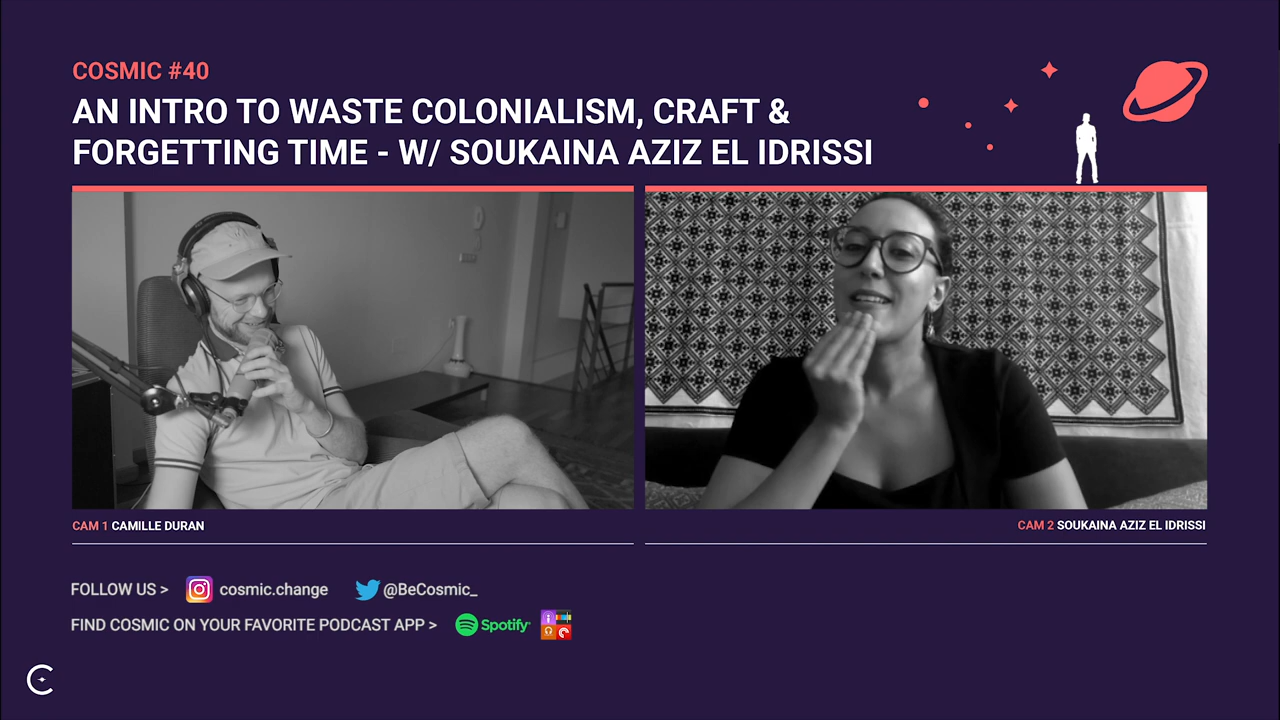 COSMIC #40
AN INTRO TO WASTE COLONIALISM, CRAFT &
FORGETTING TIME - W/ SOUKAINA AZIZ EL IDRISSI
CAM 1 CAMILLE DURAN
CAM 2 SOUKAINA AZIZ EL IDRISSI
FOLLOW US > cosmic.change @BeCosmic_
FIND COSMIC ON YOUR FAVORITE PODCAST APP > Spotify